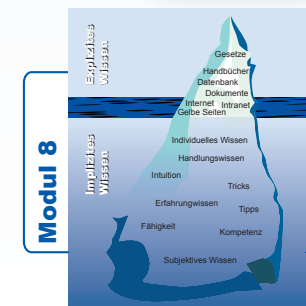 Modul 8
Explizites
Wissen
Implizites
Wissen
Gesetze
Handbücher
Datenbank
Dokumente
Internet Intranet
Gelbe Seiten
Individuelles Wissen
Handlungswissen
Intuition
Tricks
Erfahrungwissen
Tipps
Fähigkeit
Kompetenz
Subjektives Wissen